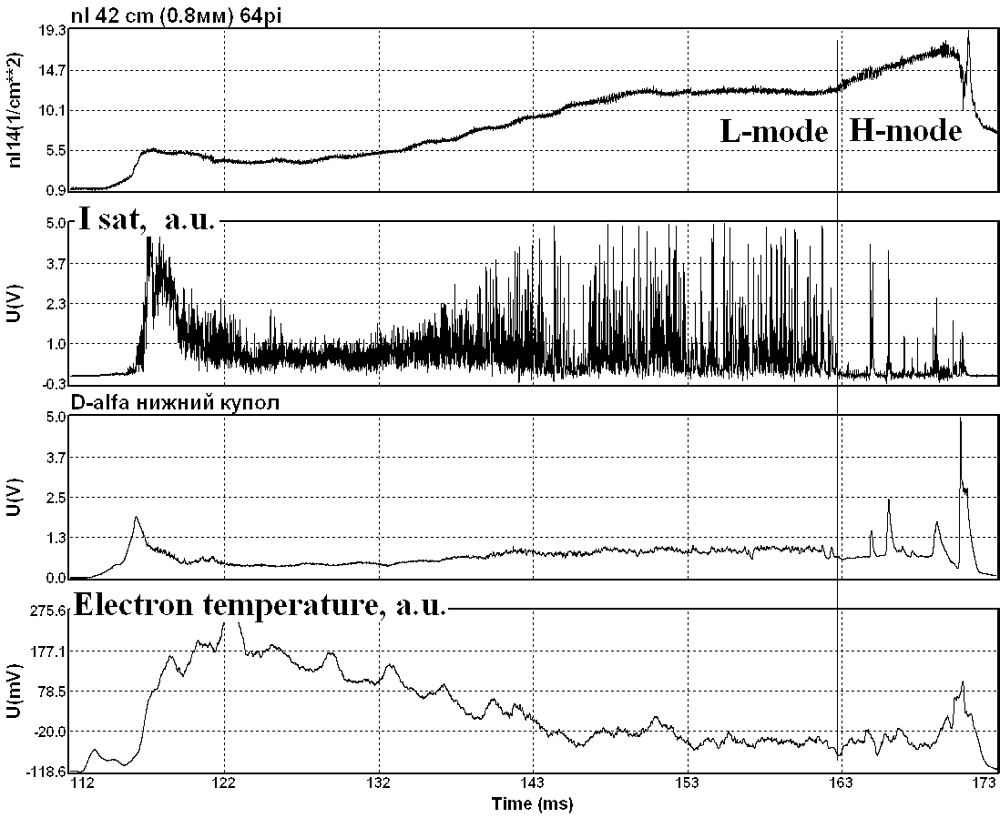 nl 42 cm (0.8мм) 64pi
19.3
14.7
10.1
5.5
0.9
nl14(1/cm**2)
L-mode
H-mode
I sat, a.u.
5.0
3.7
2.3
1.0
-0.3
U(V)
D-alfa нижний купол
5.0
3.7
2.5
1.3
0.0
U(V)
Electron temperature, a.u.
275.6
177.1
78.5
-20.0
-118.6
U(mV)
112 122 132 143 153 163 173
Time (ms)